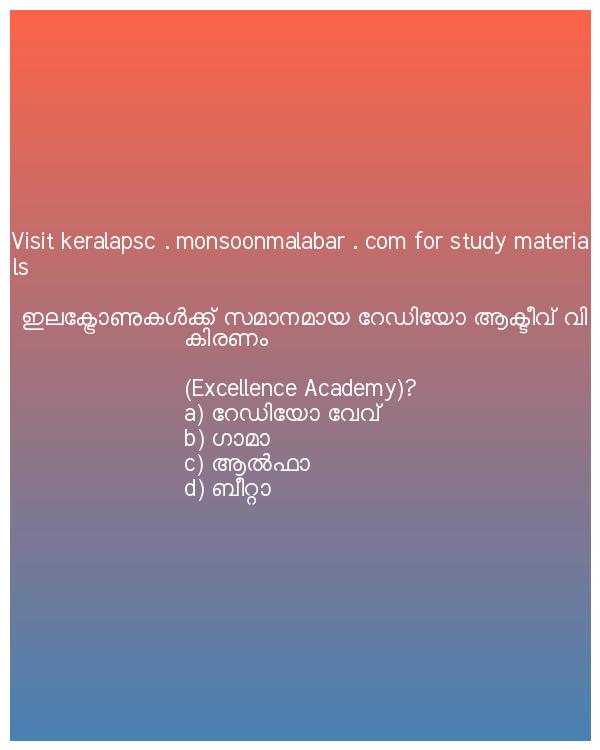 Visit keralapsc . monsoonmalabar . com for study materia
ls
ഇലക്ട്രോണുകൾക്ക് സമാനമായ റേഡിയോ ആക്ടീവ് വി
കിരണം
(Excellence Academy)?
a) റേഡിയോ വേവ്
b) ഗാമാ
c) ആൽഫാ
d) ബീറ്റാ